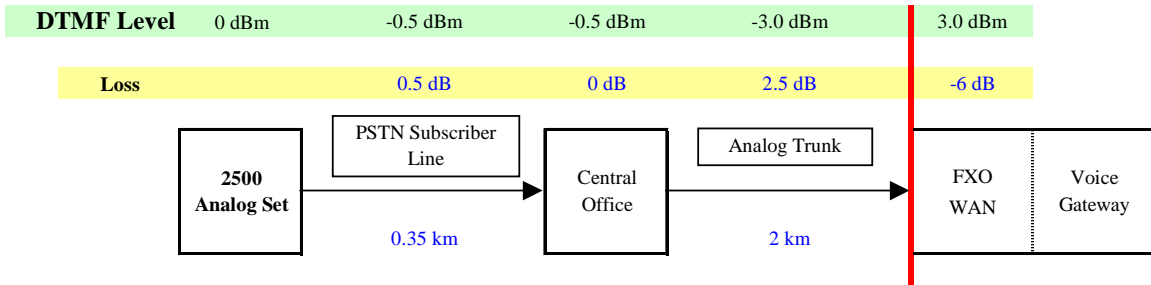 DTMF Level 0 dBm -0.5 dBm -0.5 dBm -3.0 dBm 3.0 dBm
Loss 0.5 dB 0 dB 2.5 dB -6 dB
2500
Analog Set
PSTN Subscriber
Line
0.35 km
Central
Office
Analog Trunk
2 km
FXO
WAN
Voice
Gateway